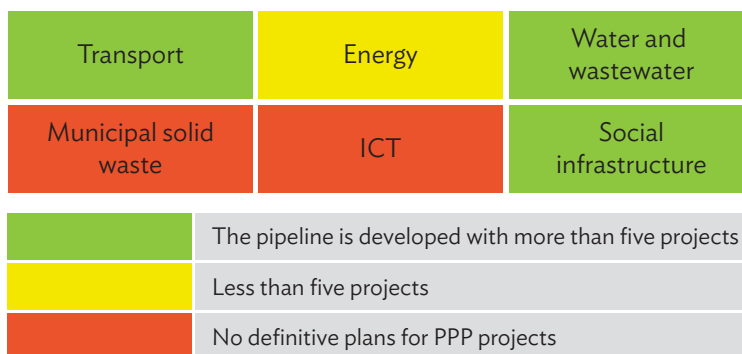 Transport
Energy
Water and
wastewater
Municipal solid
waste
ICT
Social
infrastructure
The pipeline is developed with more than five projects
Less than five projects
No definitive plans for PPP projects